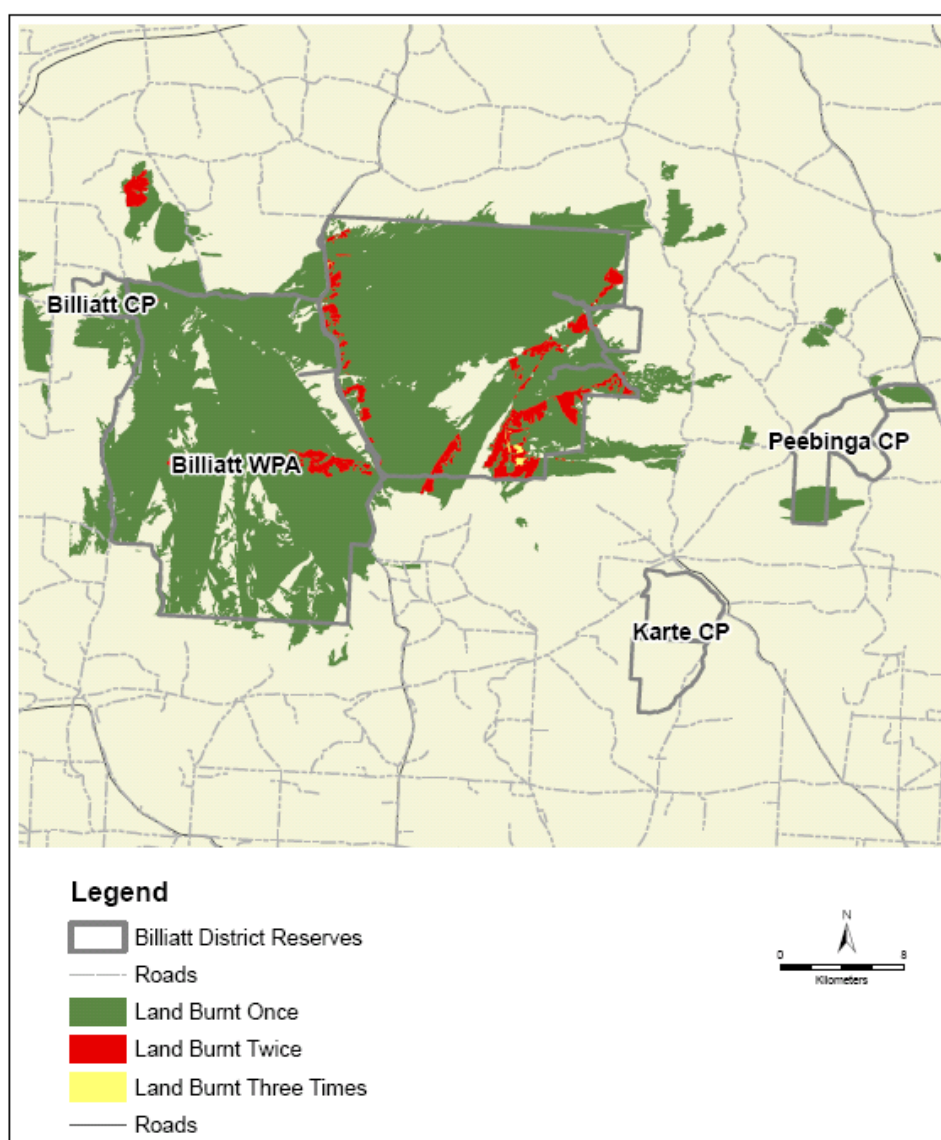 Billiatt CP
Billiatt WPA
Peebinga CP
Karte CP
Legend
Billiatt District Reserves
Roads
Land Burnt Once
Land Burnt Twice
Land Burnt Three Times
Roads
N
0 8
Kilometers